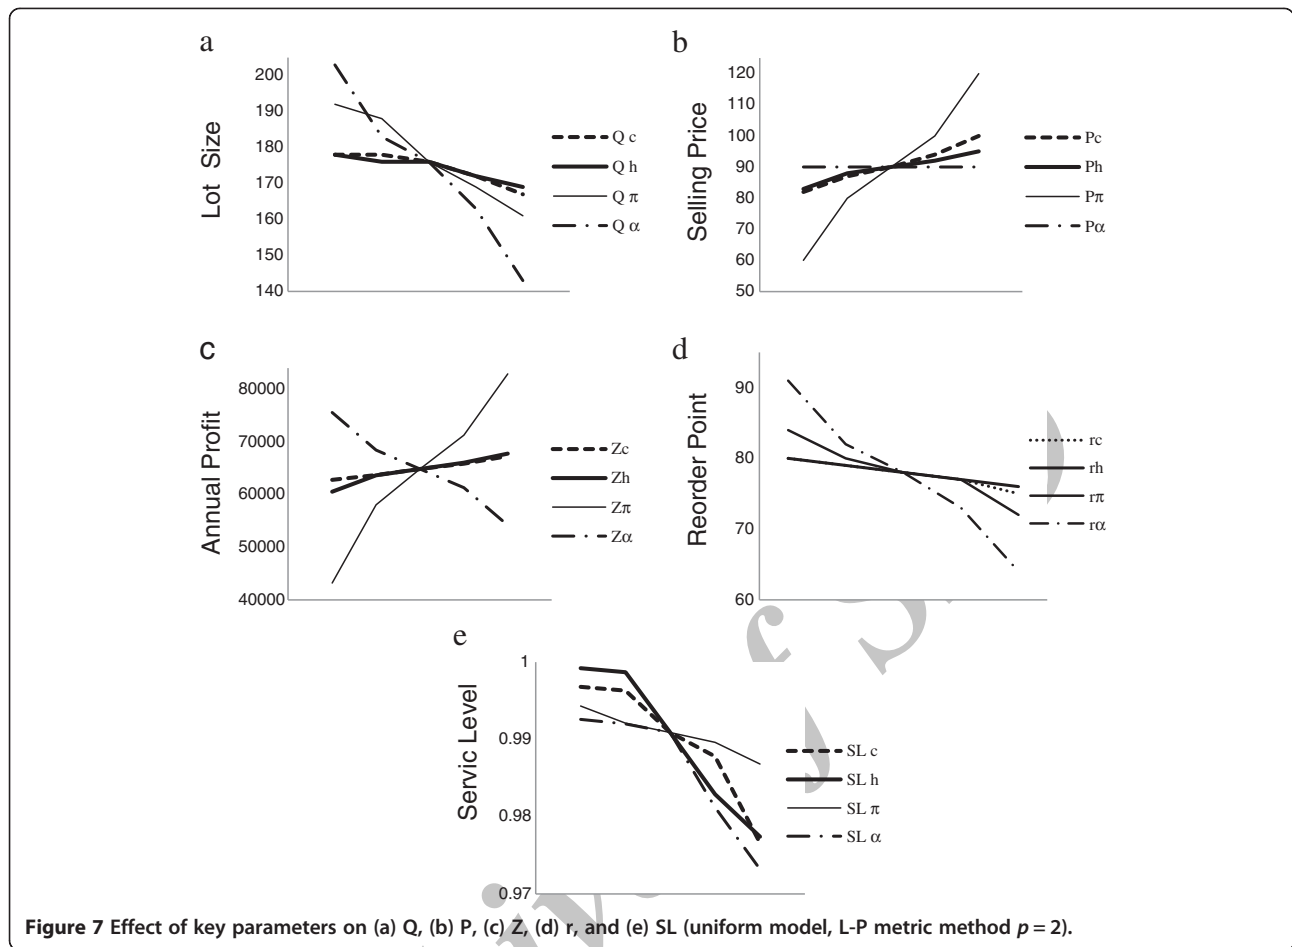 a
Lot Size
200
190
180
170
160
150
140
Q c
Q h
Q π
Q α
b
Selling Price
120
110
100
90
80
70
60
50
Pc
Ph
Pπ
Pα
c
Annual Profit
80000
70000
60000
50000
40000
Zc
Zh
Zπ
Zα
d
Reorder Point
90
80
70
60
rc
rh
rπ
rα
e
Servic Level
1
0.99
0.98
0.97
SL c
SL h
SL π
SL α
Figure 7 Effect of key parameters on (a) Q, (b) P, (c) Z, (d) r, and (e) SL (uniform model, L-P metric method p = 2).